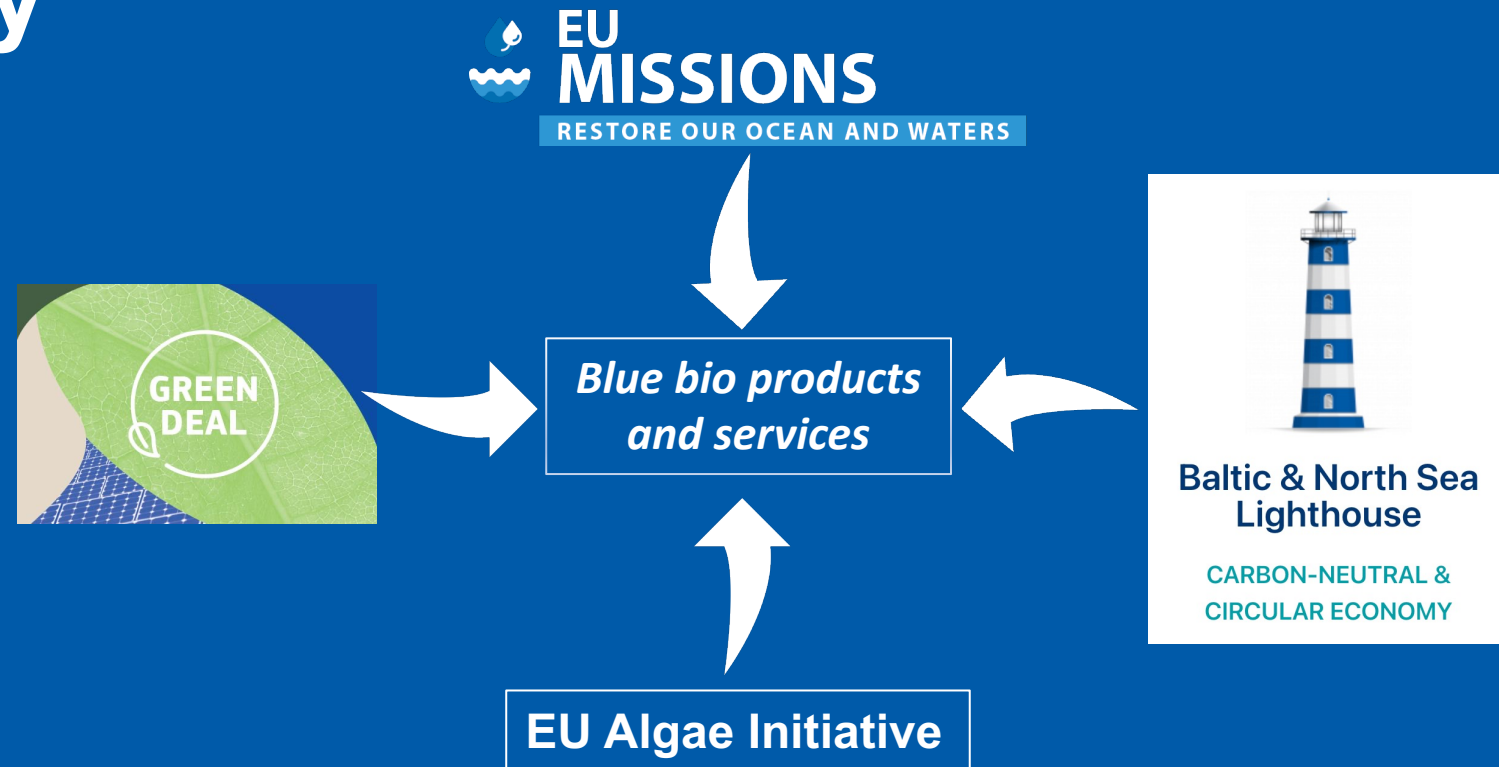 y
EU
MISSIONS
RESTORE OUR OCEAN AND WATERS
GREEN
DEAL
Blue bio products
and services
Baltic & North Sea
Lighthouse
CARBON-NEUTRAL &
CIRCULAR ECONOMY
EU Algae Initiative